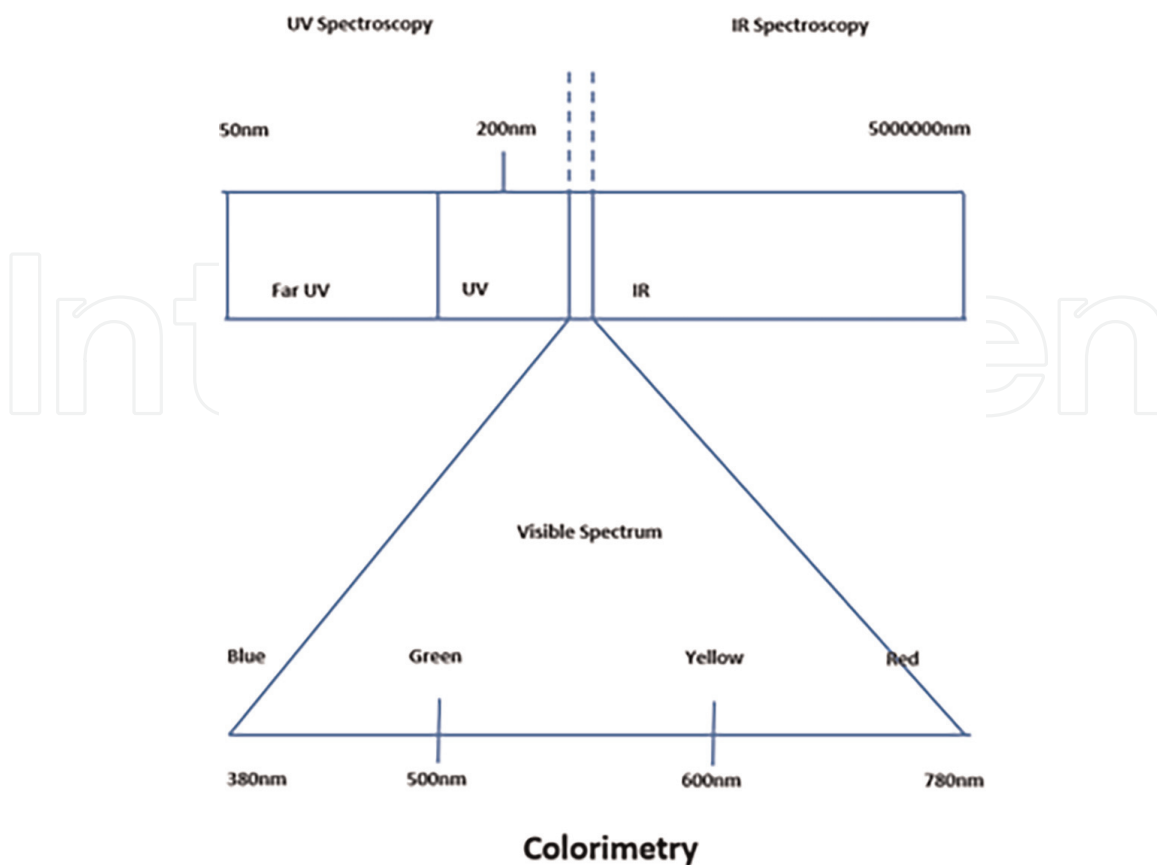 UV Spectroscopy IR Spectroscopy
50nm 200nm 5000000nm
Far UV UV IR
Visible Spectrum
Blue Green Yellow Red
380nm 500nm 600nm 780nm
Colorimetry